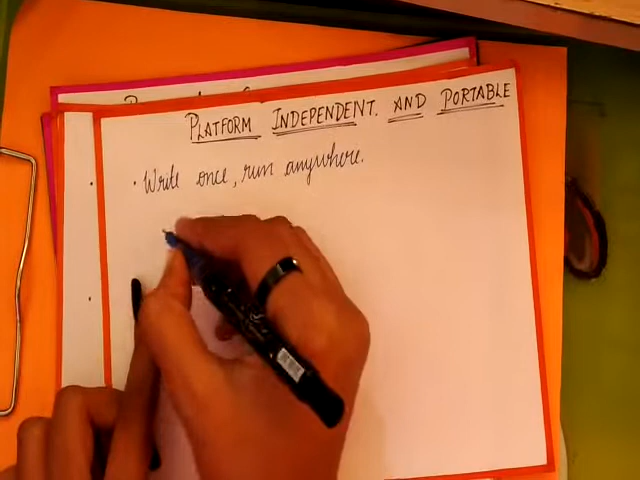 PLATFORM INDEPENDENT. AND PORTABLE
· Write once, run anywhere.